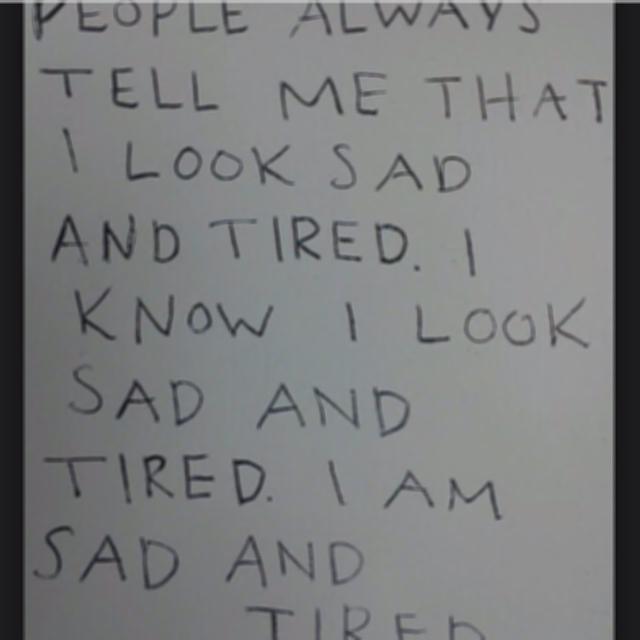 PEOPLE ALWAYS
TELL ME THAT
I LOOK SAD
AND TIRED. I
KNOW I LOOK
SAD AND
TIRED. I AM
SAD AND
TIRED